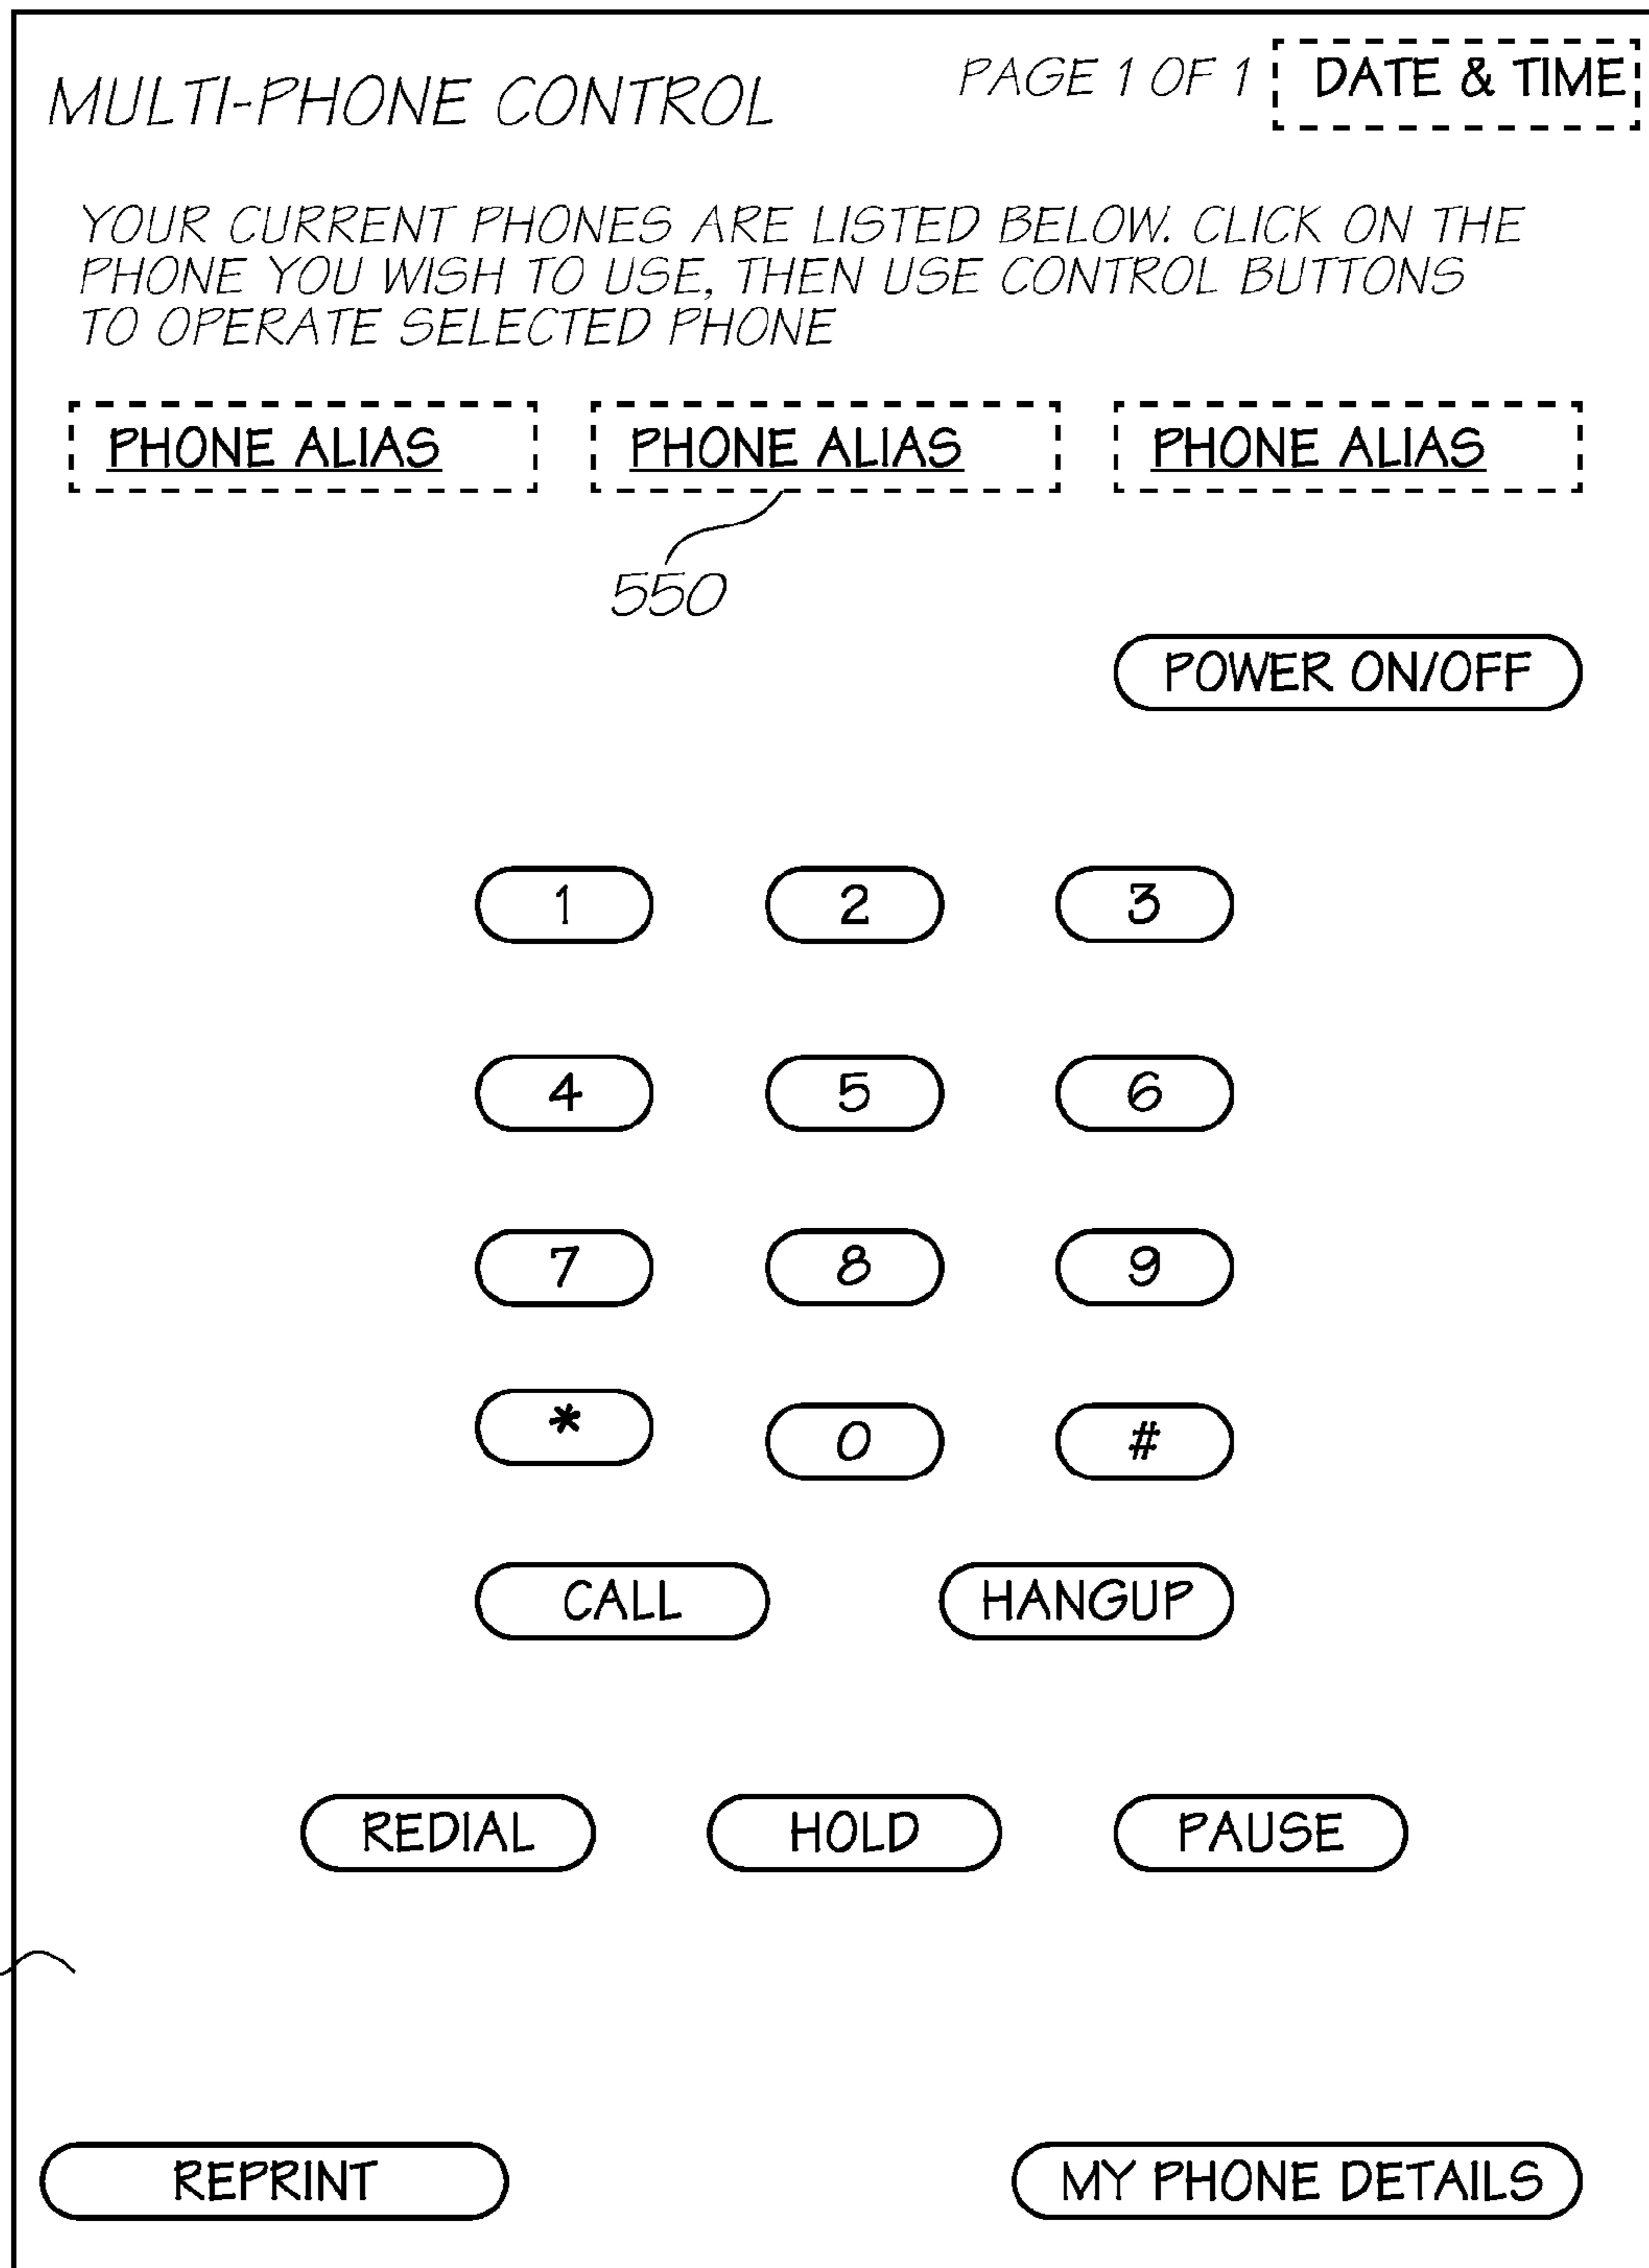 MULTI-PHONE CONTROL
PAGE 1 OF 1
DATE & TIME
YOUR CURRENT PHONES ARE LISTED BELOW. CLICK ON THE
PHONE YOU WISH TO USE, THEN USE CONTROL BUTTONS
TO OPERATE SELECTED PHONE
PHONE ALIAS PHONE ALIAS PHONE ALIAS
550
POWER ON/OFF
1 2 3
4 5 6
7 8 9
* 0 #
CALL HANGUP
REDIAL HOLD PAUSE
REPRINT MY PHONE DETAILS